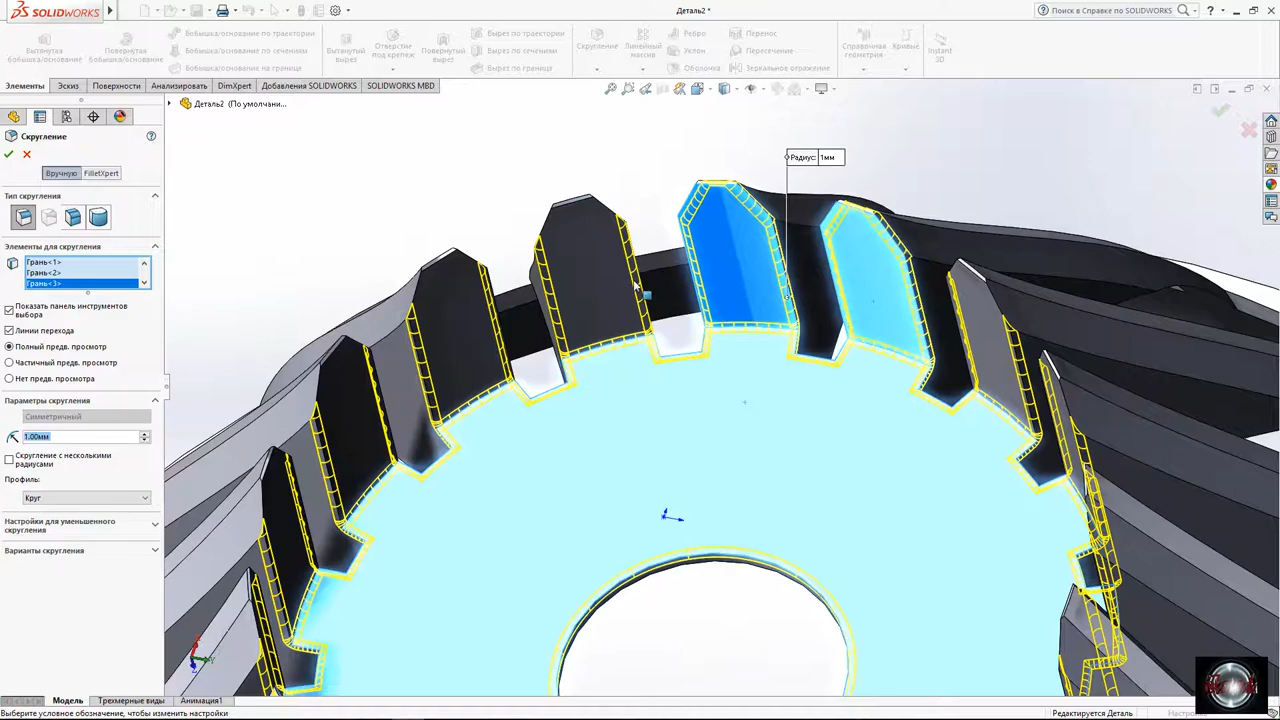 SOLIDWORKS
Деталь2 *
Поиск в Справке по SOLIDWORKS
Вытянутая
бобышка/основание
Повернутая
бобышка/основание
Бобышка/основание по траектории
Бобышка/основание по сечениям
Бобышка/основание на границе
Вытянутый
вырез
Отверстие
под крепеж
Повернутый
вырез
Вырез по траектории
Вырез по сечениям
Вырез по границе
Скругление
Линейный
массив
Ребро
Уклон
Оболочка
Перенос
Пересечение
Зеркальное отражение
Справочная
геометрия
Кривые
Instant
3D
Элементы
Эскиз
Поверхности
Анализировать
DimXpert
Добавления SOLIDWORKS
SOLIDWORKS MBD
Деталь2 (По умолчани...
Скругление
Вручную
FilletXpert
Тип скругления
Элементы для скругления
Грань<1>
Грань<2>
Грань<3>
Показать панель инструментов
выбора
Линии перехода
Полный предв. просмотр
Частичный предв. просмотр
Нет предв. просмотра
Параметры скругления
Симметричный
1.00мм
Скругление с несколькими
радиусами
Профиль:
Круг
Настройки для уменьшенного
скругления
Варианты скругления
Радиус: 1мм
Модель
Трехмерные виды
Анимация1
Выберите условное обозначение, чтобы изменить настройки
Редактируется Деталь